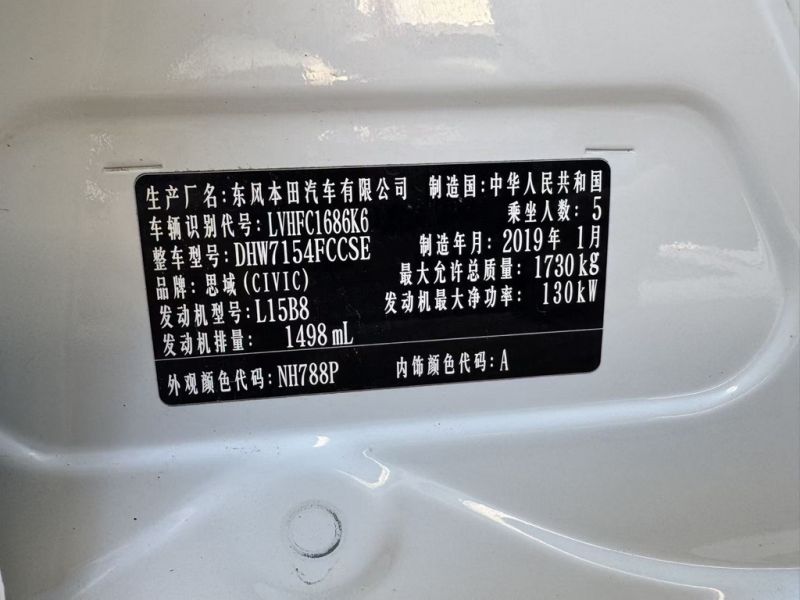 生产厂名:东风本田汽车有限公司 制造国:中华人民共和国
车辆识别代号:LVHFC1686K6 乘坐人数:5
整车型号:DHW7154FCCSE 制造年月:2019年1月
品牌:思域(CIVIC) 最大允许总质量:1730kg
发动机型号:L15B8 发动机最大净功率:130kW
发动机排量: 1498mL
外观颜色代码:NH788P 内饰颜色代码:A